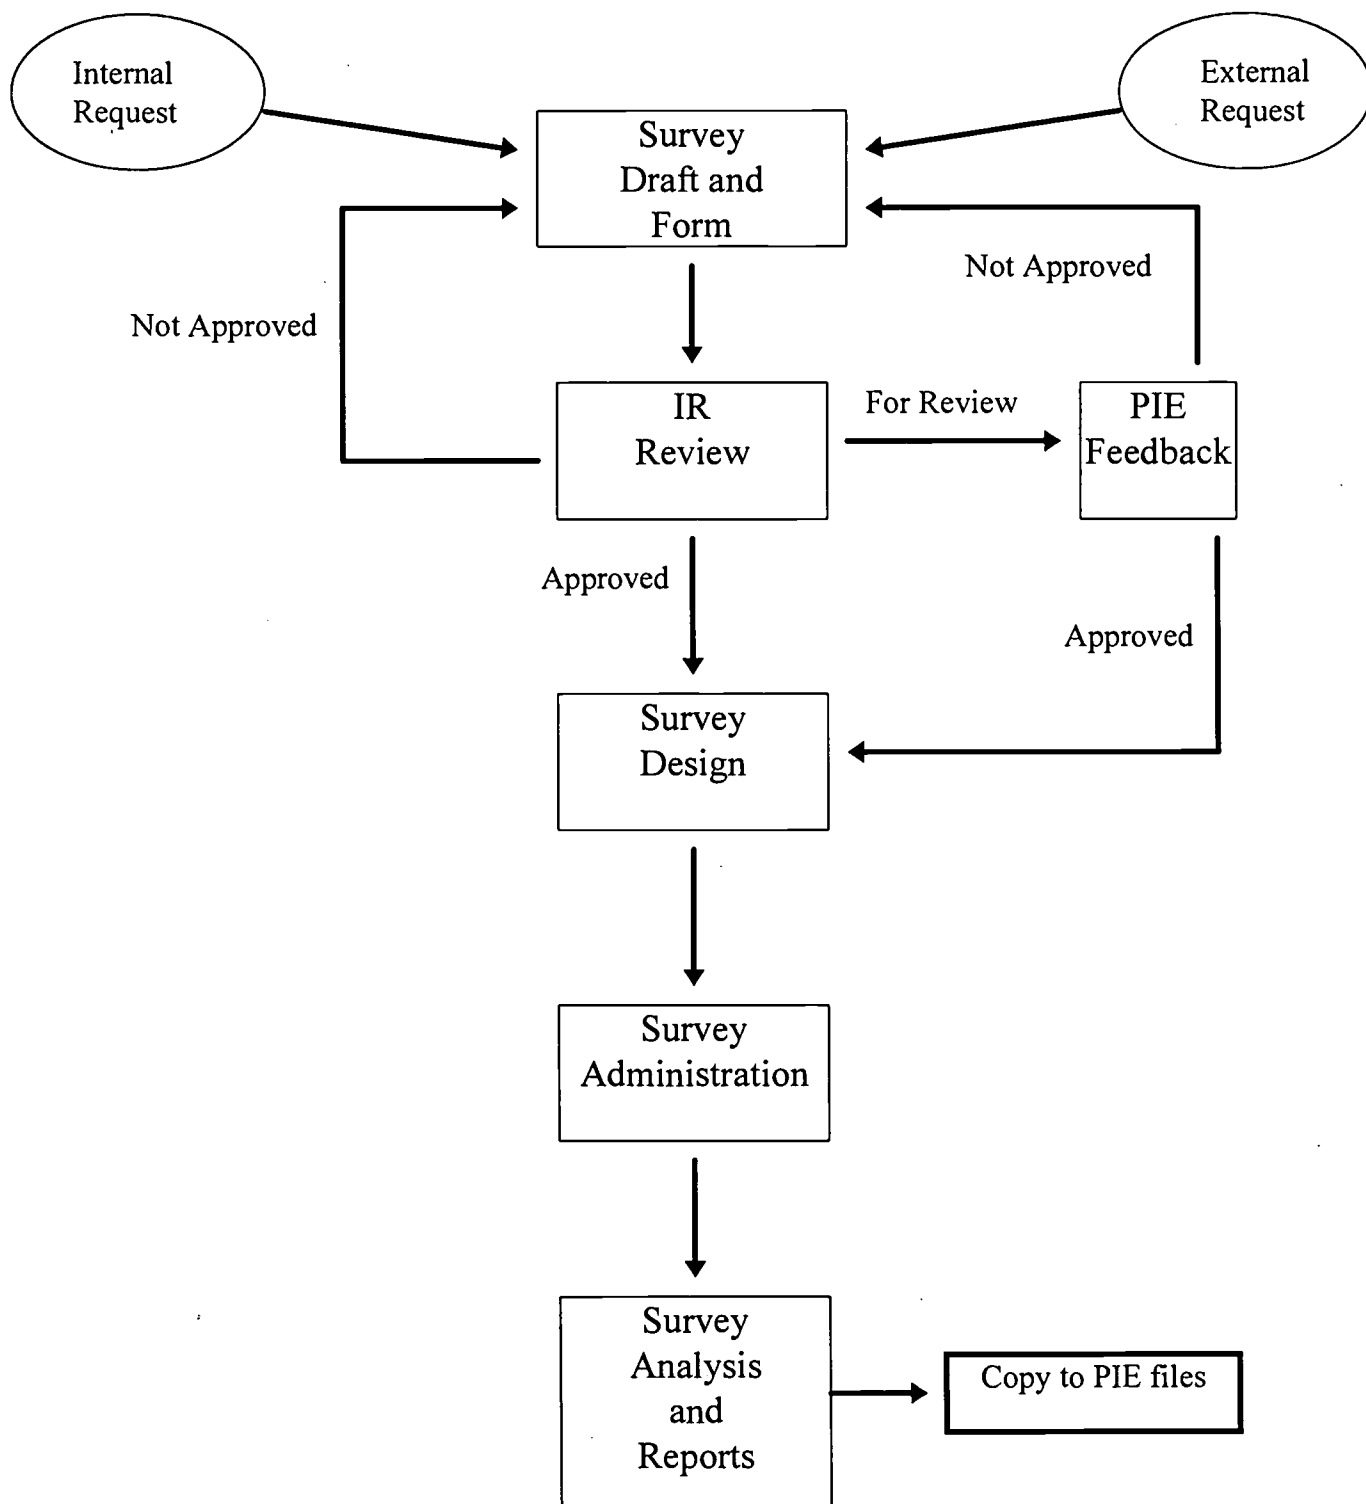 Internal
Request
External
Request
Survey
Draft and
Form
Not Approved
Not Approved
IR
Review
For Review
PIE
Feedback
Approved
Approved
Survey
Design
Survey
Administration
Survey
Analysis
and
Reports
Copy to PIE files